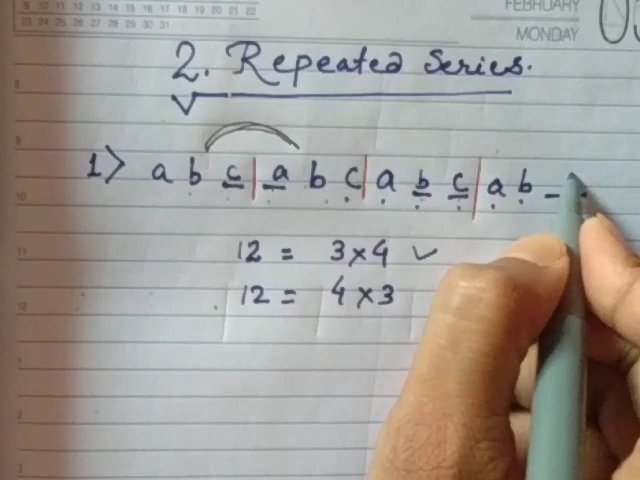 FEBRUARY
MONDAY
2. Repeated Series.
1) a b c | a b c | a b c | a b _
12 = 3×4 ✓
12 = 4×3